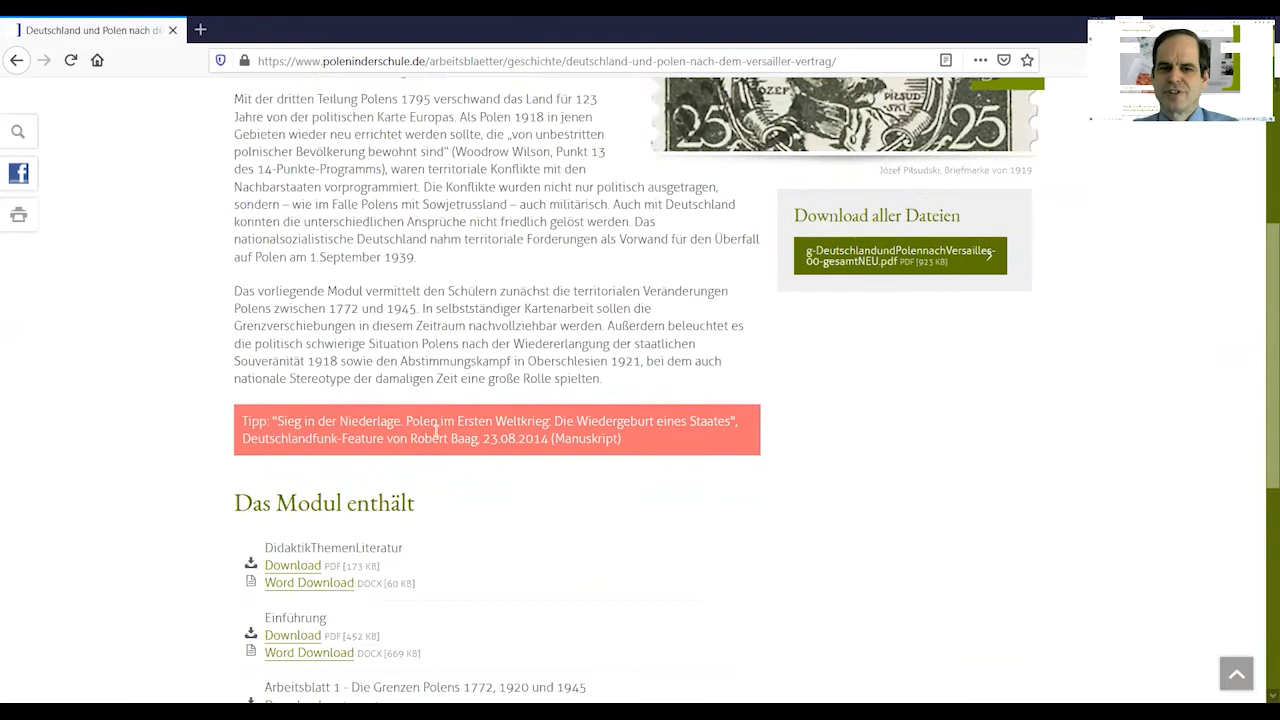 Deutschland und Polen nach de
https://www.poleninderschule.de/arbeitsblaetter/geschichte/deutschland-und-polen-nach-dem-versailler-vertrag/
Mit der dritten Teilung Polens 1795 verschwand das Land für 123
Jahre von der politischen Karte Europas. Als Polen 1918 in jenen
Gebieten wieder neu errichtet werden sollte, die „von unbestritten
polnischer Bevölkerung bewohnt sind" (Woodrow Wilson, Punkt 13
des 14-Punkte-Programms), waren territoriale Konflikte mit den
Nachbarstaaten vorprogrammiert. Die Konflikte wurden nicht nur politisch ausgetragen,
sondern – wie im Falle Polens mit Sowjetrussland – auch militärisch. Auch mit Deutschland
konnten die unterschiedlichen Ansprüche nicht friedlich gelöst werden. Das
nationalsozialistische Deutschland nahm territoriale Forderungen als Vorwand für den Überfall
auf Polen am 1.September 1939.
JÓZEF PIŁSUD
SKI
25
25
Józef Piłsudski, Briefmerke von 1919
Download aller Dateien
g-DeutschlandundPolennachVersailles-
00-gesamtNEU.pdf PDF [923 KB]
Das vorliegende Modul vermittelt den Schülern zunächst die territorialen Veränderungen
Polens zwischen 1772 und 1945. In selbstständiger Kartenarbeit sollen die
Grenzverschiebungen in diesem Zeitraum nachvollziehbar werden. Außerdem beleuchtet es
die politisch schwierige Situation Polens nach der Wiedererlangung der staatlichen
Souveränität 1918 sowie den Abstimmungskampf in Oberschlesien 1921, bei dem auch
nationale Stereotype der damaligen Zeit eine große Rolle spielten.
Tipp: "Sieg in der Niederlage. Polen im Ersten Weltkrieg: Die Wiedergeburt eines Staates",
Deutschlandfunk-Feature von Robert Baag, 23.08.2014 (Manuskript)
Das Modul enthält
DidaktikThemenLiteratur
Download PDF [173 KB]
Word Download DOCX [60 KB]
Einführung
Download PDF [452 KB]
Word Download DOCX [669 KB]
Arbeitsblatt 1 - Die Grenzen Polens 1772, 1920 und 1945